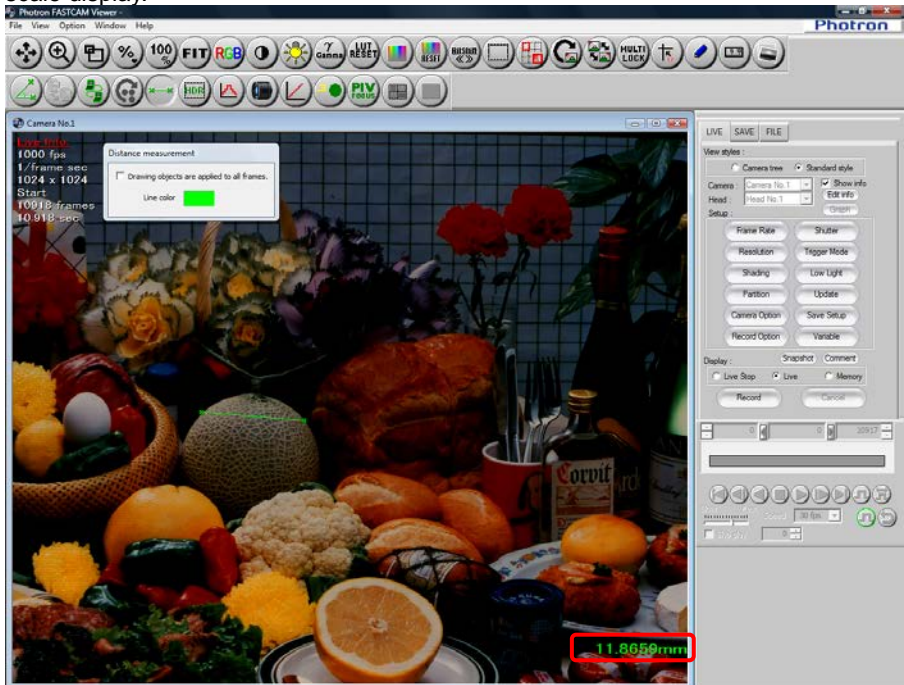 scale display.
Photron FASTCAM Viewer -
File View Option Window Help
Photron
% 100% FIT RGB γ Gamma LUT RESET RESET MULTI LOCK
HDR PIV FOCUS
Camera No.1
Live Info.
1000 fps
1/frame sec
1024 x 1024
Start
10918 frames
10.918 sec
Distance measurement
Drawing objects are applied to all frames.
Line color
Corvit
11.8659mm
LIVE SAVE FILE
View styles :
Camera tree Standard style
Camera : Camera No.1 Show info
Head : Head No.1 Edit info
Setup : Graph
Frame Rate Shutter
Resolution Trigger Mode
Shading Low Light
Partition Update
Camera Option Save Setup
Record Option Variable
Display : Snapshot Comment
Live Stop Live Memory
Record Cancel
0 0 10917
Speed 30 fps
0